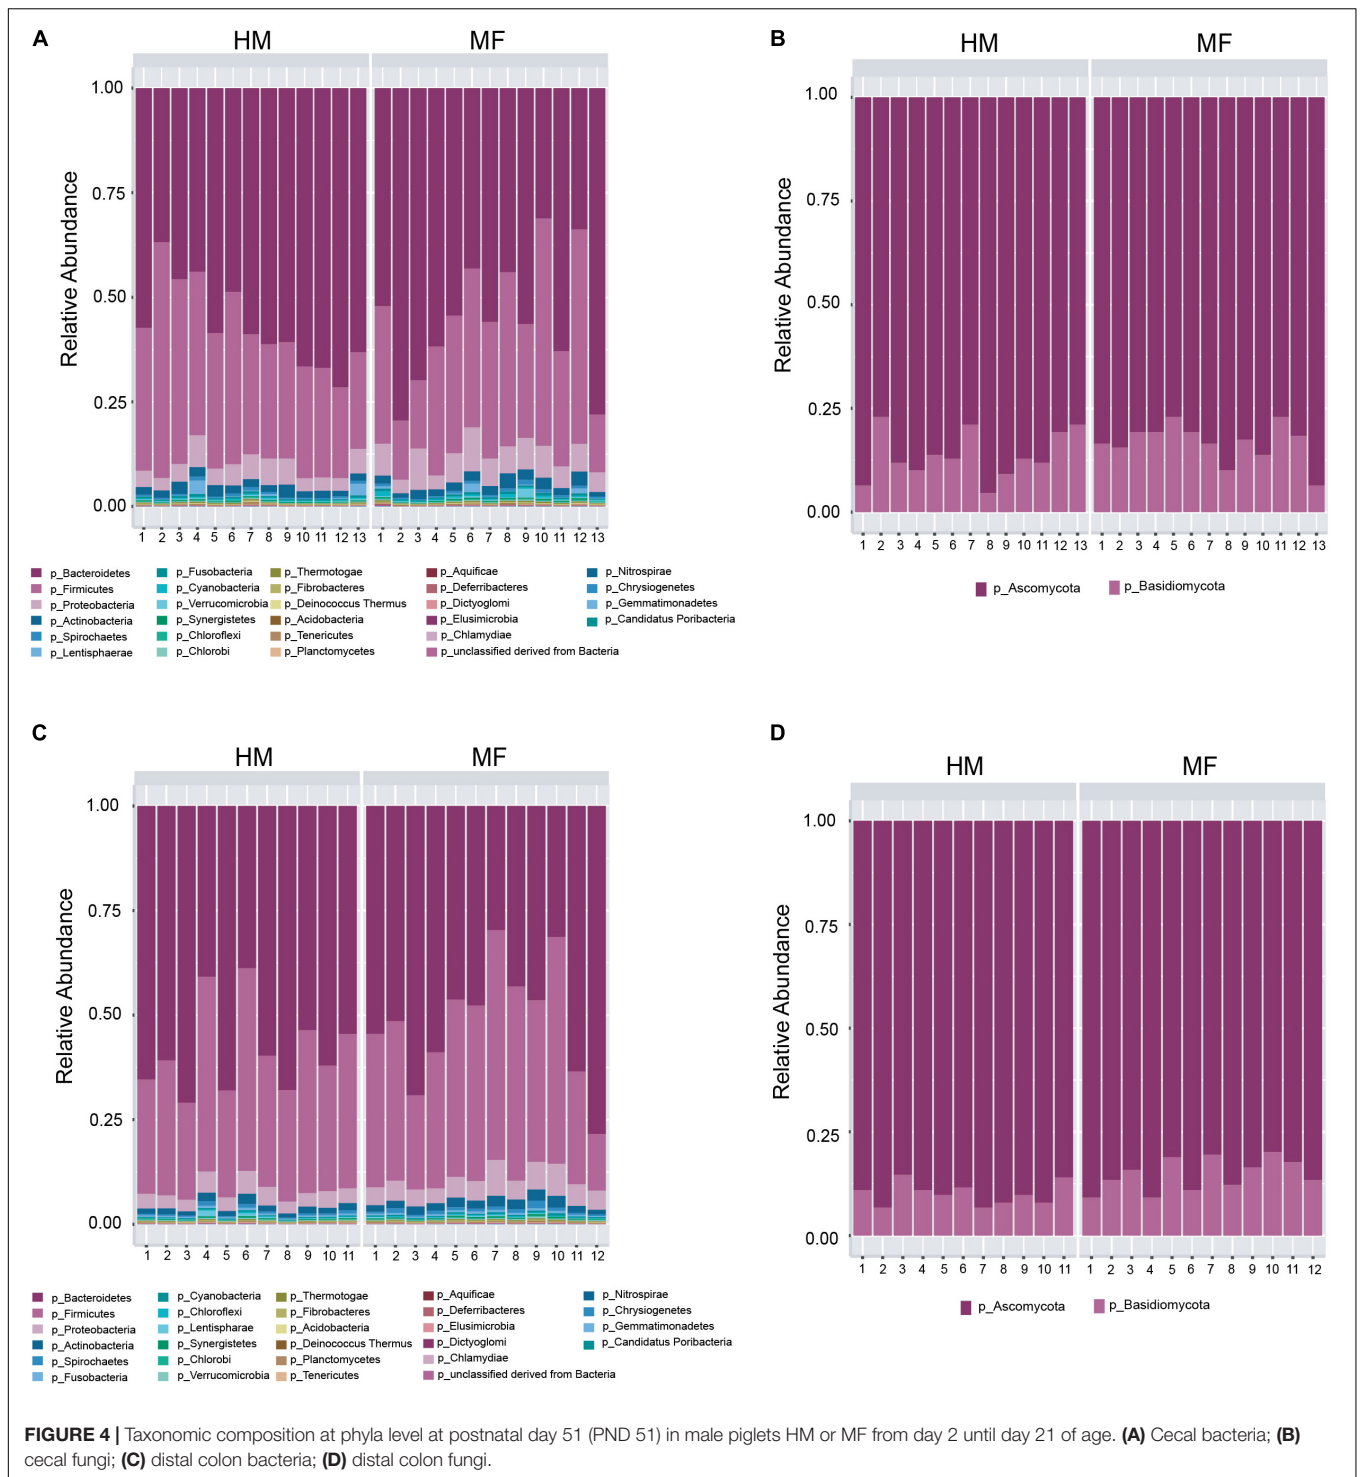 A
HM MF
Relative Abundance
1.00
0.75
0.50
0.25
0.00
1 2 3 4 5 6 7 8 9 10 11 12 13 1 2 3 4 5 6 7 8 9 10 11 12 13
p_Bacteroidetes p_Fusobacteria p_Thermotogae p_Aquificae p_Nitrospirae
p_Firmicutes p_Cyanobacteria p_Fibrobacteres p_Deferribacteres p_Chrysiogenetes
p_Proteobacteria p_Verrucomicrobia p_Deinococcus Thermus p_Dictyoglomi p_Gemmatimonadetes
p_Actinobacteria p_Synergistetes p_Acidobacteria p_Elusimicrobia p_Candidatus Poribacteria
p_Spirochaetes p_Chloroflexi p_Tenericutes p_Chlamydiae
p_Lentisphaerae p_Chlorobi p_Planctomycetes p_unclassified derived from Bacteria
B
HM MF
Relative Abundance
1.00
0.75
0.50
0.25
0.00
1 2 3 4 5 6 7 8 9 10 11 12 13 1 2 3 4 5 6 7 8 9 10 11 12 13
p_Ascomycota p_Basidiomycota
C
HM MF
Relative Abundance
1.00
0.75
0.50
0.25
0.00
1 2 3 4 5 6 7 8 9 10 11 1 2 3 4 5 6 7 8 9 10 11 12
p_Bacteroidetes p_Cyanobacteria p_Thermotogae p_Aquificae p_Nitrospirae
p_Firmicutes p_Chloroflexi p_Fibrobacteres p_Deferribacteres p_Chrysiogenetes
p_Proteobacteria p_Lentispharae p_Acidobacteria p_Elusimicrobia p_Gemmatimonadetes
p_Actinobacteria p_Synergistetes p_Deinococcus Thermus p_Dictyoglomi p_Candidatus Poribacteria
p_Spirochaetes p_Chlorobi p_Planctomycetes p_Chlamydiae
p_Fusobacteria p_Verrucomicrobia p_Tenericutes p_unclassified derived from Bacteria
D
HM MF
Relative Abundance
1.00
0.75
0.50
0.25
0.00
1 2 3 4 5 6 7 8 9 10 11 1 2 3 4 5 6 7 8 9 10 11 12
p_Ascomycota p_Basidiomycota
FIGURE 4 | Taxonomic composition at phyla level at postnatal day 51 (PND 51) in male piglets HM or MF from day 2 until day 21 of age. (A) Cecal bacteria; (B)
cecal fungi; (C) distal colon bacteria; (D) distal colon fungi.